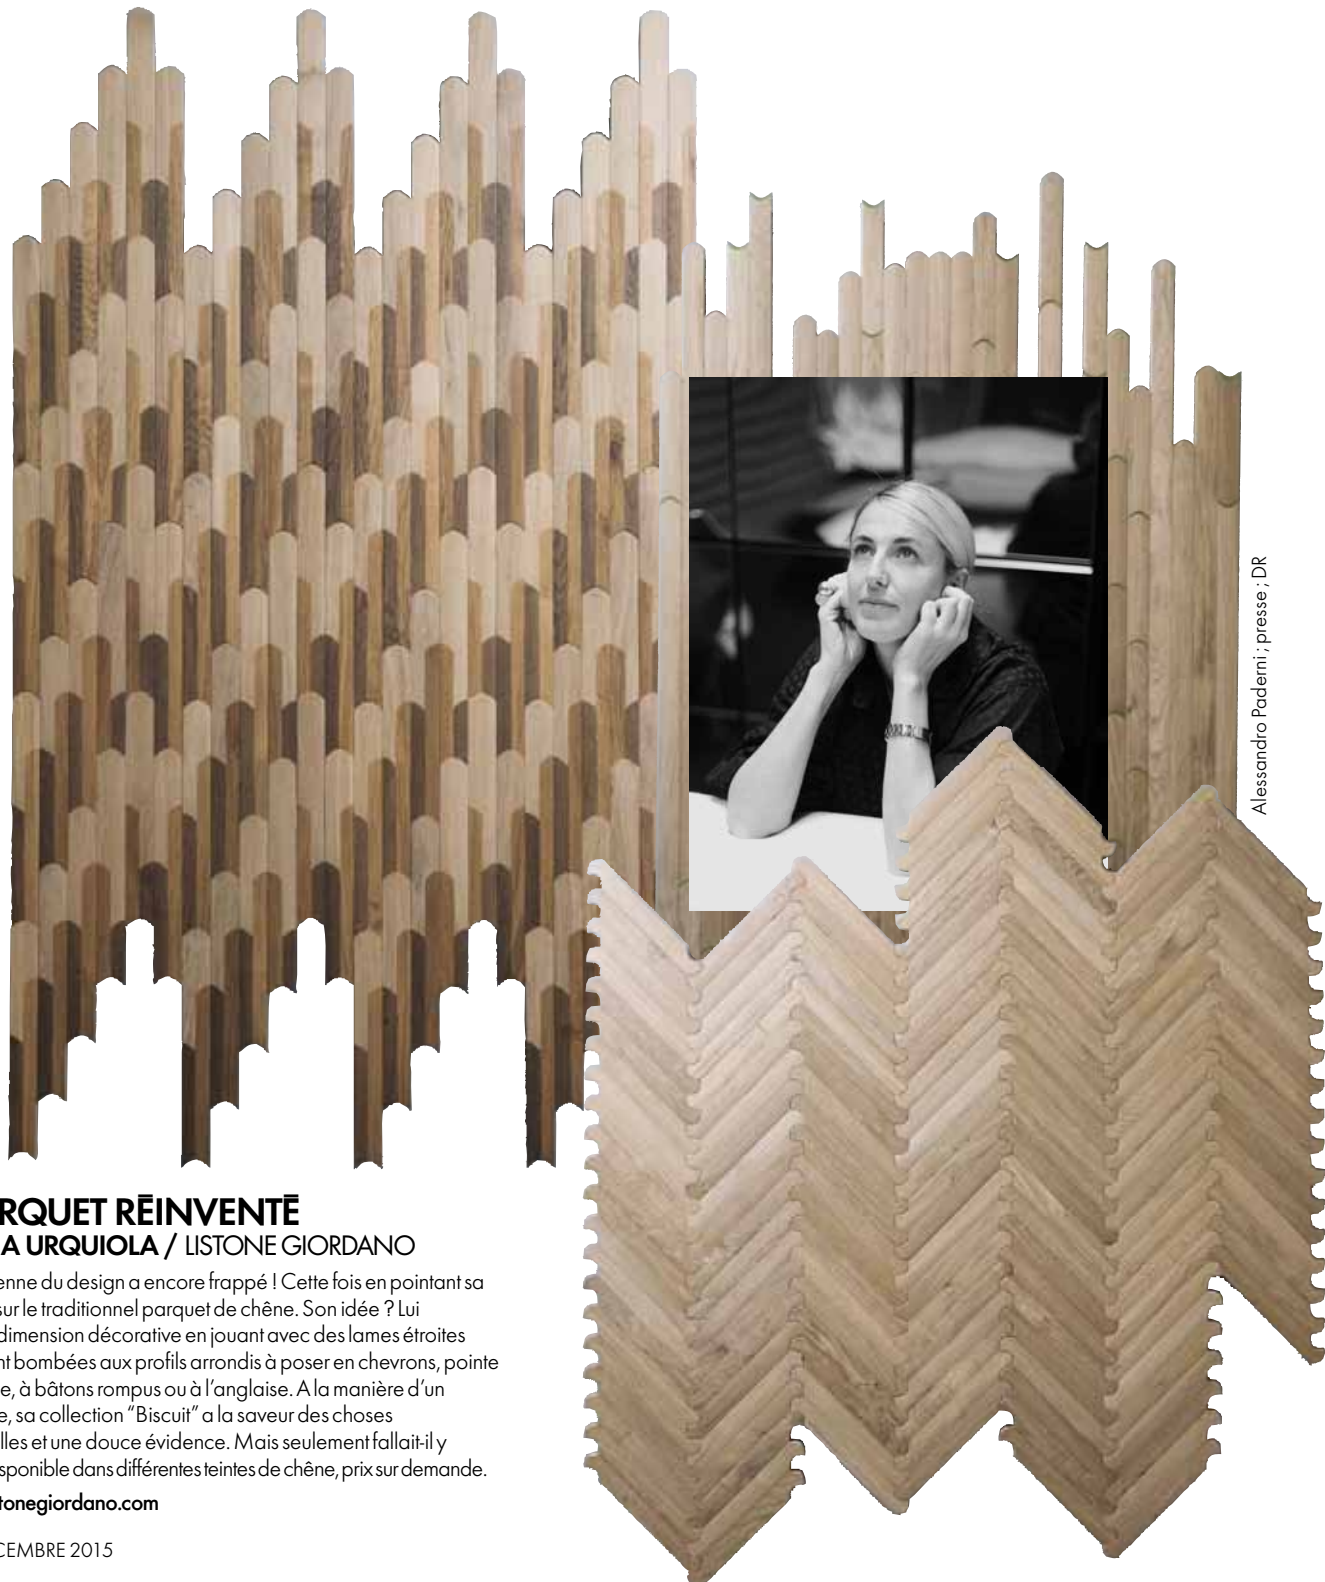 RQUET RÉINVENTÉ
A URQUIOLA / LISTONE GIORDANO
enne du design a encore frappé ! Cette fois en pointant sa
sur le traditionnel parquet de chêne. Son idée ? Lui
dimension décorative en jouant avec des lames étroites
nt bombées aux profils arrondis à poser en chevrons, pointe
e, à bâtons rompus ou à l'anglaise. A la manière d'un
e, sa collection “Biscuit” a la saveur des choses
lles et une douce évidence. Mais seulement fallait-il y
sponible dans différentes teintes de chêne, prix sur demande.
tonegiordano.com
CEMBRE 2015
Alessandro Paderni ; presse ; DR